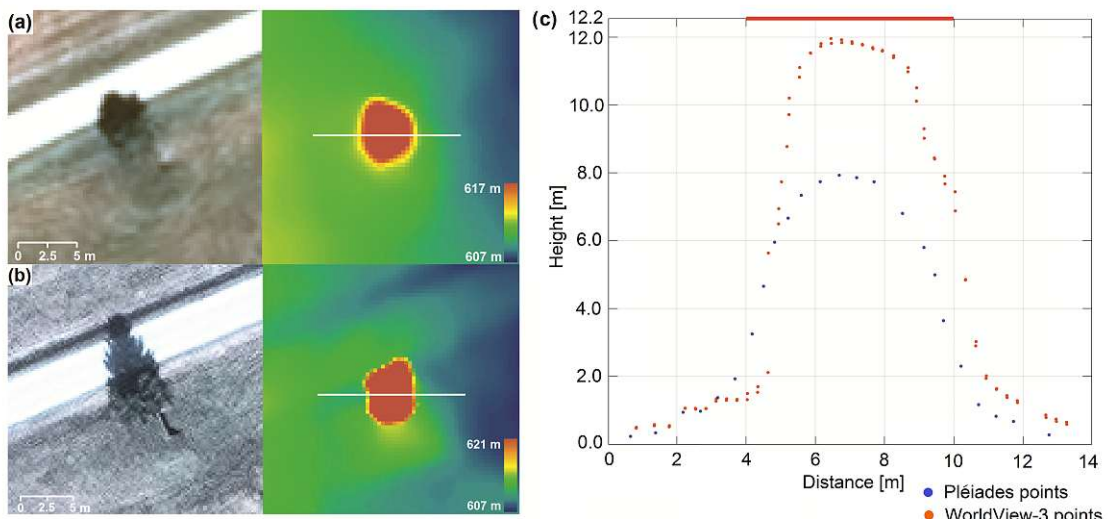 (a)
617 m
607 m
0 2.5 5 m
(b)
621 m
607 m
0 2.5 5 m
(c)
12.2
12.0
10.0
8.0
6.0
4.0
2.0
0.0
Height [m]
0 2 4 6 8 10 12 14
Distance [m]
Pléiades points
WorldView-3 points